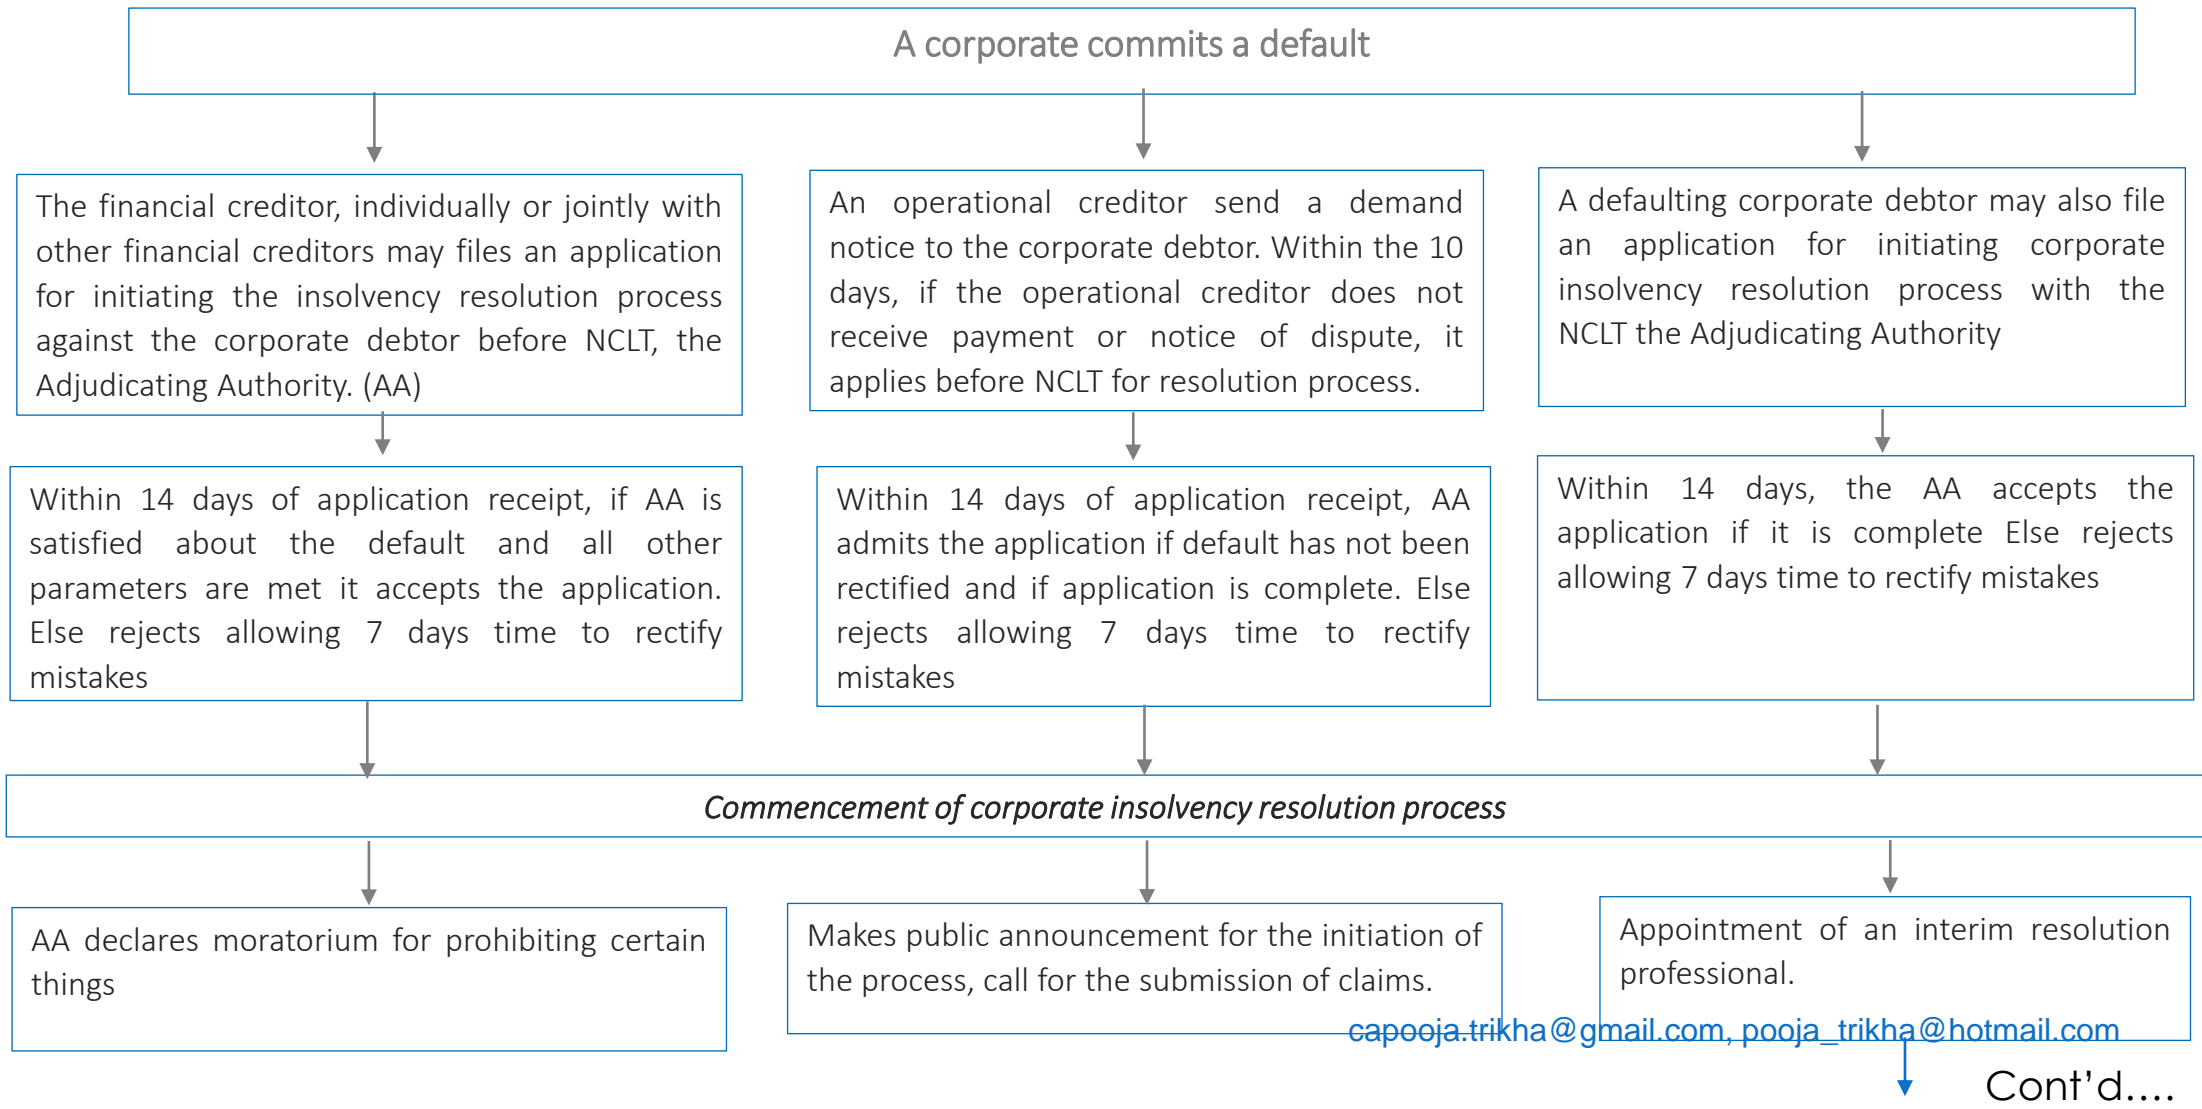 A corporate commits a default
The financial creditor, individually or jointly with
other financial creditors may files an application
for initiating the insolvency resolution process
against the corporate debtor before NCLT, the
Adjudicating Authority. (AA)
An operational creditor send a demand
notice to the corporate debtor. Within the 10
days, if the operational creditor does not
receive payment or notice of dispute, it
applies before NCLT for resolution process.
A defaulting corporate debtor may also file
an application for initiating corporate
insolvency resolution process with the
NCLT the Adjudicating Authority
Within 14 days of application receipt, if AA is
satisfied about the default and all other
parameters are met it accepts the application.
Else rejects allowing 7 days time to rectify
mistakes
Within 14 days of application receipt, AA
admits the application if default has not been
rectified and if application is complete. Else
rejects allowing 7 days time to rectify
mistakes
Within 14 days, the AA accepts the
application if it is complete Else rejects
allowing 7 days time to rectify mistakes
Commencement of corporate insolvency resolution process
AA declares moratorium for prohibiting certain
things
Makes public announcement for the initiation of
the process, call for the submission of claims.
Appointment of an interim resolution
professional.
capooja.trikha@gmail.com, pooja_trikha@hotmail.com
Cont’d....